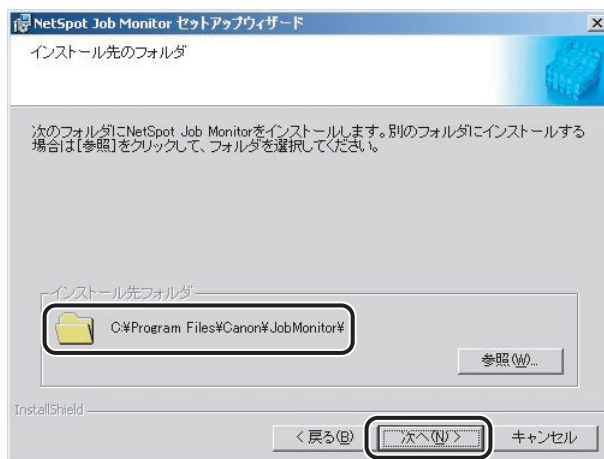 NetSpot Job Monitor セットアップウィザード
インストール先のフォルダ
次のフォルダにNetSpot Job Monitorをインストールします。別のフォルダにインストールする
場合は[参照]をクリックして、フォルダを選択してください。
インストール先フォルダ
C:¥Program Files¥Canon¥JobMonitor¥
参照(W)...
InstallShield
< 戻る(B)
次へ(N) >
キャンセル